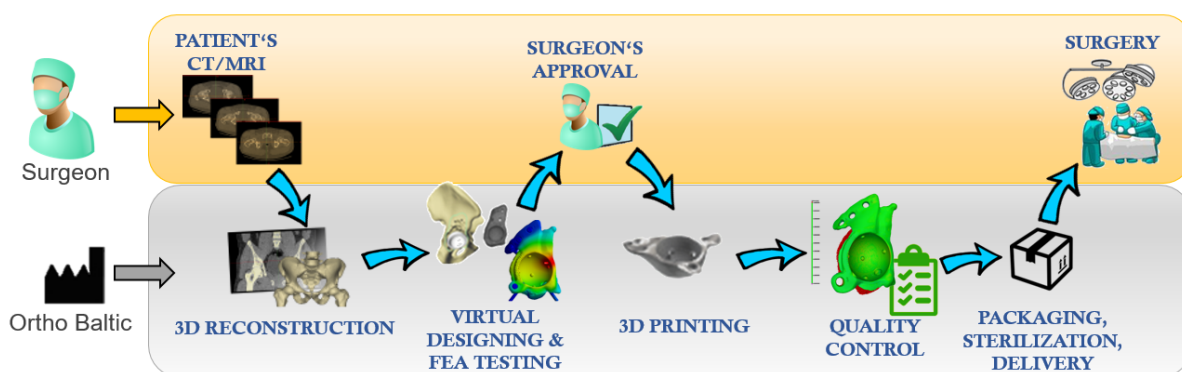 PATIENT‘S
CT/MRI
SURGEON‘S
APPROVAL
SURGERY
Surgeon
Ortho Baltic
3D RECONSTRUCTION
VIRTUAL
DESIGNING &
FEA TESTING
3D PRINTING
QUALITY
CONTROL
PACKAGING,
STERILIZATION,
DELIVERY